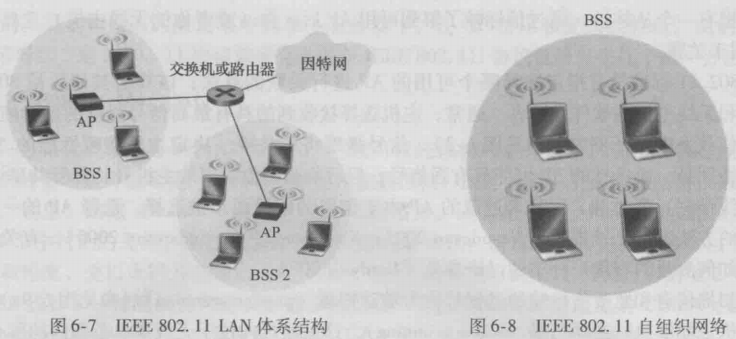 交换机或路由器
因特网
AP
BSS 1
AP
BSS 2
图 6-7 IEEE 802.11 LAN 体系结构
BSS
图 6-8 IEEE 802.11 自组织网络